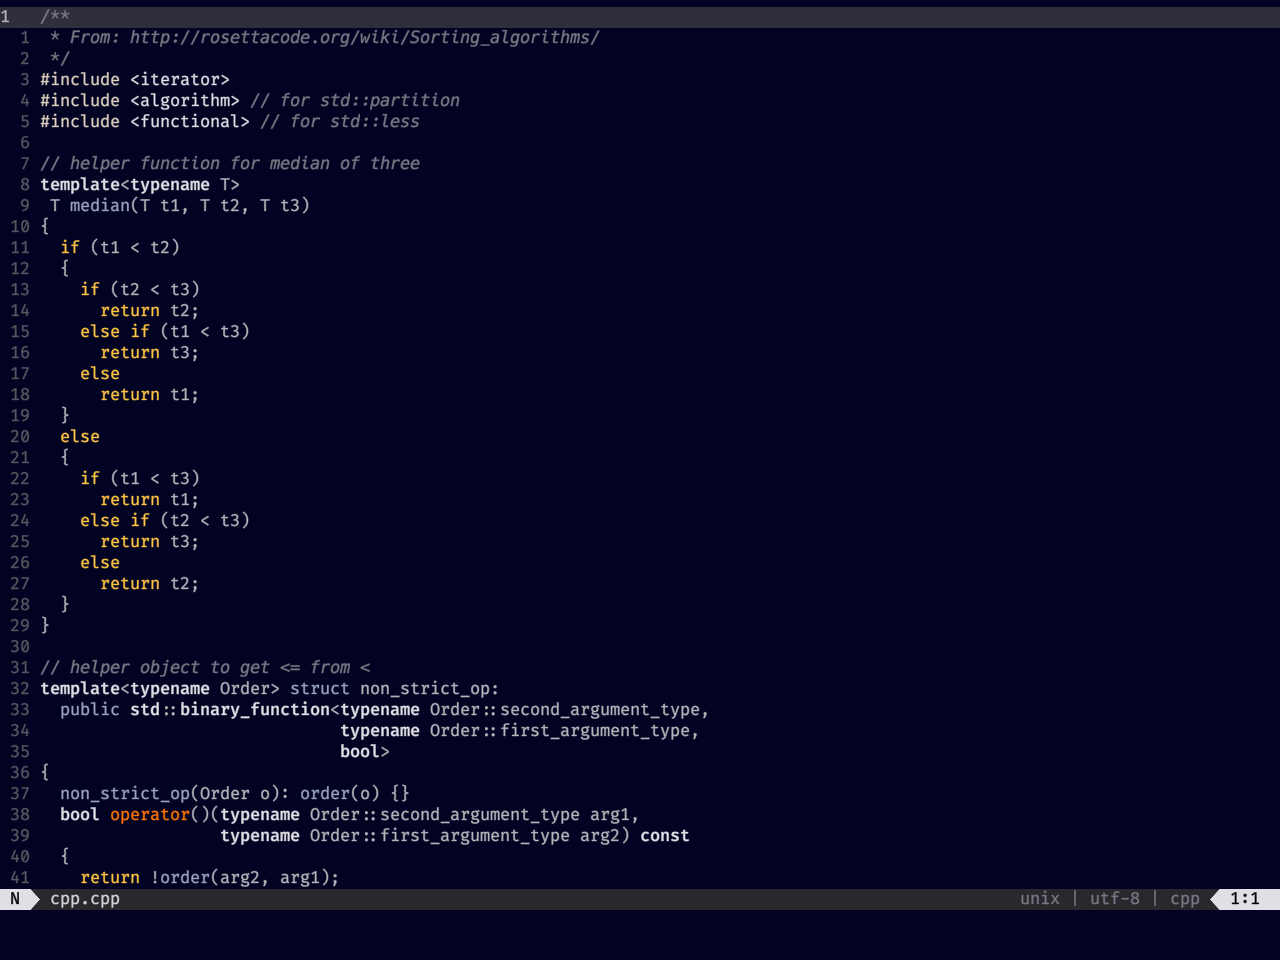 1   /**
  1  * From: http://rosettacode.org/wiki/Sorting_algorithms/
  2  */
  3 #include <iterator>
  4 #include <algorithm> // for std::partition
  5 #include <functional> // for std::less
  6
  7 // helper function for median of three
  8 template<typename T>
  9  T median(T t1, T t2, T t3)
 10 {
 11   if (t1 < t2)
 12   {
 13     if (t2 < t3)
 14       return t2;
 15     else if (t1 < t3)
 16       return t3;
 17     else
 18       return t1;
 19   }
 20   else
 21   {
 22     if (t1 < t3)
 23       return t1;
 24     else if (t2 < t3)
 25       return t3;
 26     else
 27       return t2;
 28   }
 29 }
 30
 31 // helper object to get <= from <
 32 template<typename Order> struct non_strict_op:
 33   public std::binary_function<typename Order::second_argument_type,
 34                               typename Order::first_argument_type,
 35                               bool>
 36 {
 37   non_strict_op(Order o): order(o) {}
 38   bool operator()(typename Order::second_argument_type arg1,
 39                   typename Order::first_argument_type arg2) const
 40   {
 41     return !order(arg2, arg1);
 N   cpp.cpp unix | utf-8 | cpp 1:1